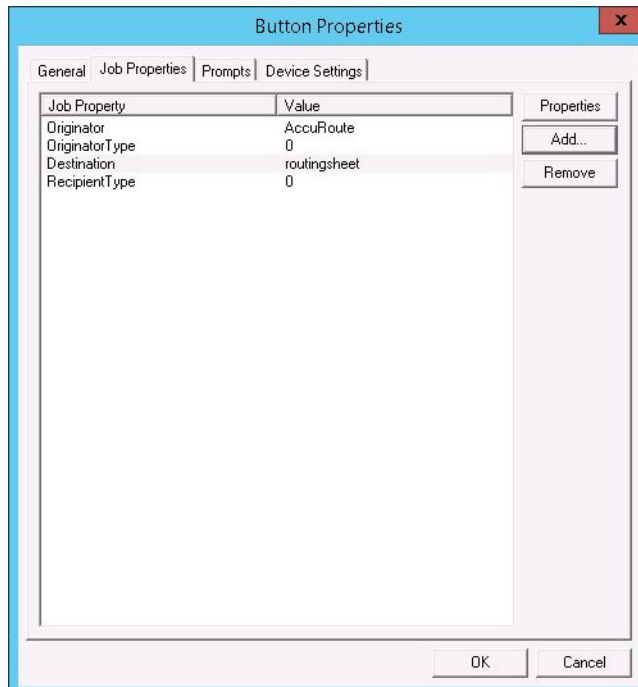 Button Properties
x
General Job Properties Prompts Device Settings
Job Property Value Properties
Originator AccuRoute
OriginatorType 0 Add...
Destination routingsheet Remove
RecipientType 0
OK Cancel